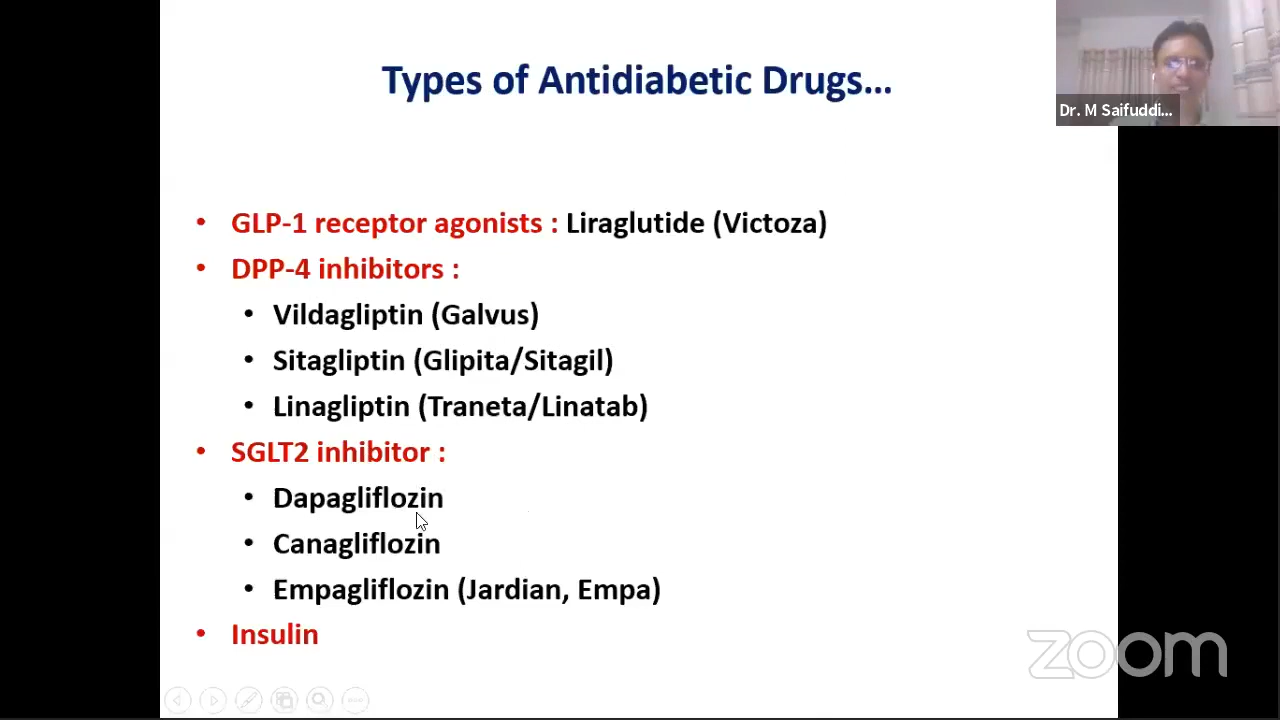 Types of Antidiabetic Drugs...
Dr. M Saifuddi...
• GLP-1 receptor agonists : Liraglutide (Victoza)
• DPP-4 inhibitors :
• Vildagliptin (Galvus)
• Sitagliptin (Glipita/Sitagil)
• Linagliptin (Traneta/Linatab)
• SGLT2 inhibitor :
• Dapagliflozin
• Canagliflozin
• Empagliflozin (Jardian, Empa)
• Insulin
zoom